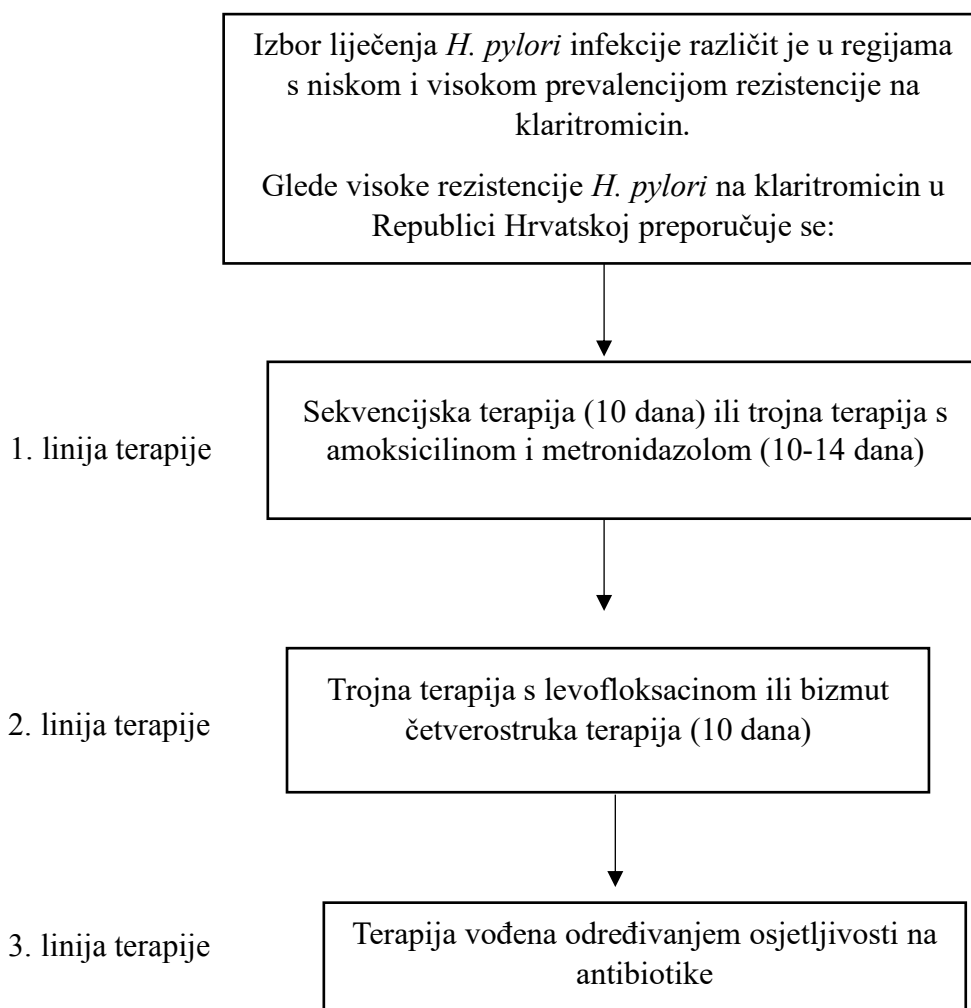 Izbor liječenja H. pylori infekcije različit je u regijama
s niskom i visokom prevalencijom rezistencije na
klaritromicin.
Glede visoke rezistencije H. pylori na klaritromicin u
Republici Hrvatskoj preporučuje se:
1. linija terapije
Sekvencijska terapija (10 dana) ili trojna terapija s
amoksicilinom i metronidazolom (10-14 dana)
2. linija terapije
Trojna terapija s levofloksacinom ili bizmut
četverostruka terapija (10 dana)
3. linija terapije
Terapija vođena određivanjem osjetljivosti na
antibiotike